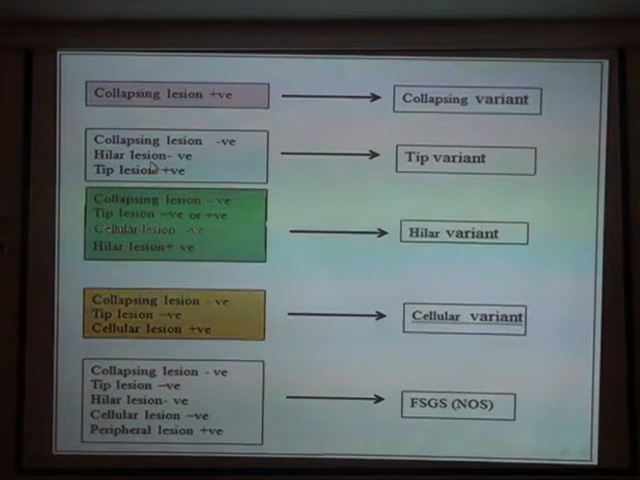 Collapsing lesion +ve
Collapsing variant
Collapsing lesion -ve
Hilar lesion- ve
Tip lesion +ve
Tip variant
Collapsing lesion - ve
Tip lesion –ve or +ve
Cellular lesion -ve
Hilar lesion+ ve
Hilar variant
Collapsing lesion - ve
Tip lesion –ve
Cellular lesion +ve
Cellular variant
Collapsing lesion - ve
Tip lesion –ve
Hilar lesion- ve
Cellular lesion –ve
Peripheral lesion +ve
FSGS (NOS)